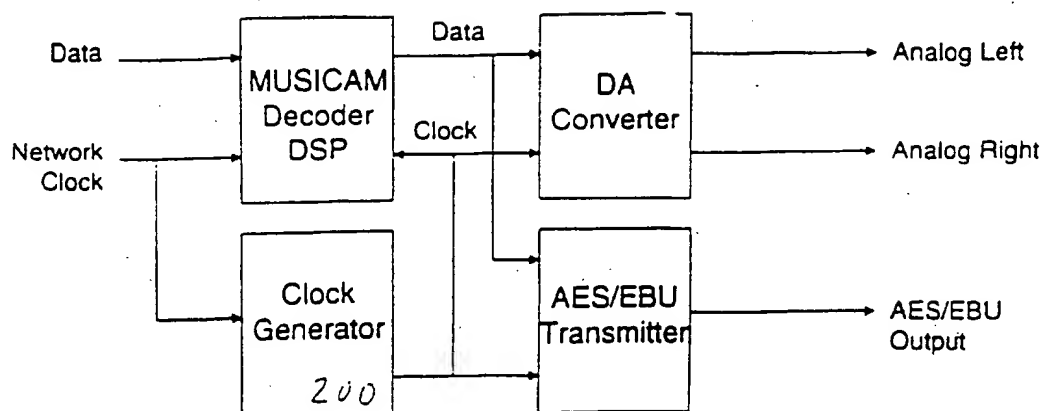 Data
Network
Clock
MUSICAM
Decoder
DSP
Data
Clock
DA
Converter
Analog Left
Analog Right
Clock
Generator
200
AES/EBU
Transmitter
AES/EBU
Output